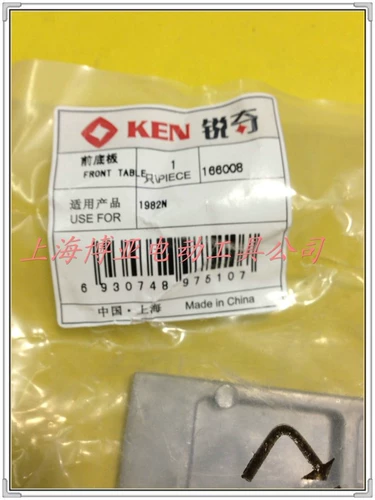 KEN 锐奇
前底板
FRONT TABLE
1
只\PIECE
166008
适用产品
USE FOR
1982N
上海博亚电动工具公司
6 930748 975107
中国·上海 Made in China